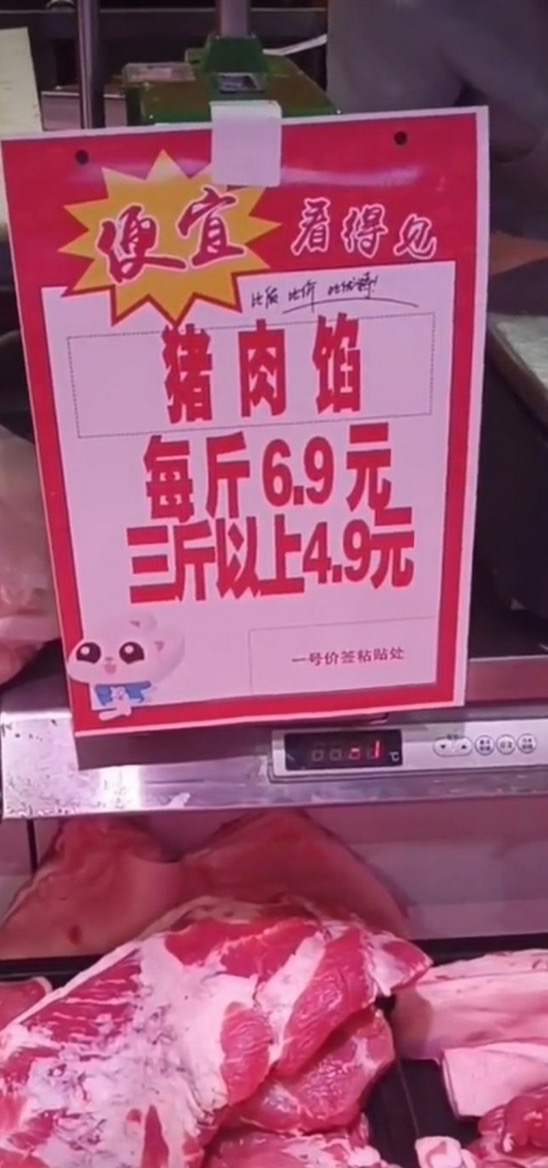 便宜 看得见
猪肉馅
每斤6.9元
三斤以上4.9元
一号价签粘贴处
-1